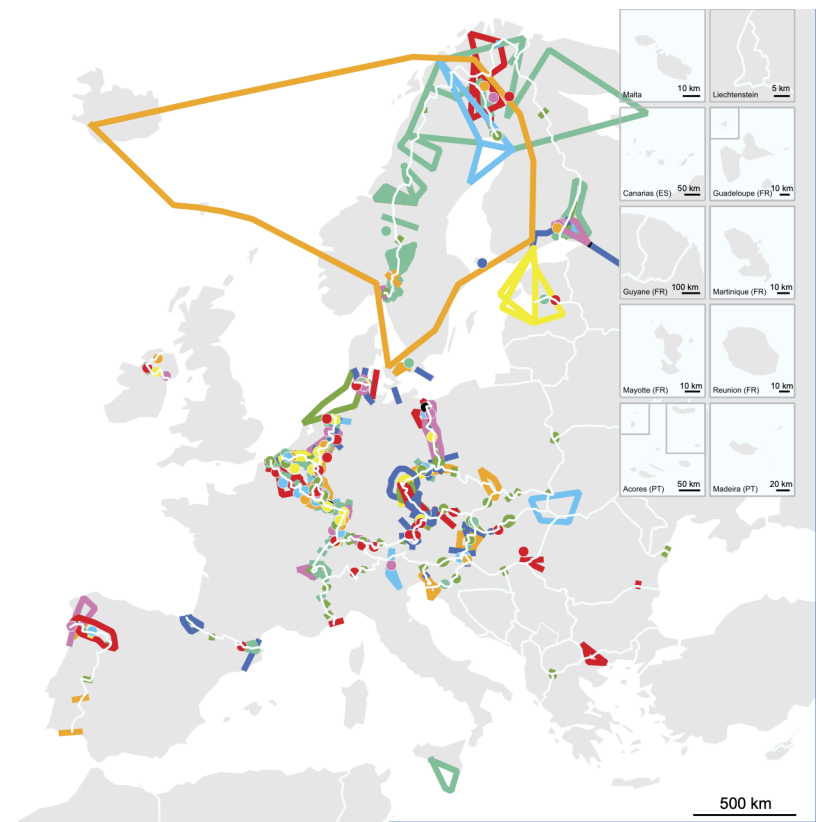 Malta
10 km
Liechtenstein
5 km
Canarias (ES)
50 km
Guadeloupe (FR)
10 km
Guyane (FR)
100 km
Martinique (FR)
10 km
Mayotte (FR)
10 km
Reunion (FR)
10 km
Acores (PT)
50 km
Madeira (PT)
20 km
500 km